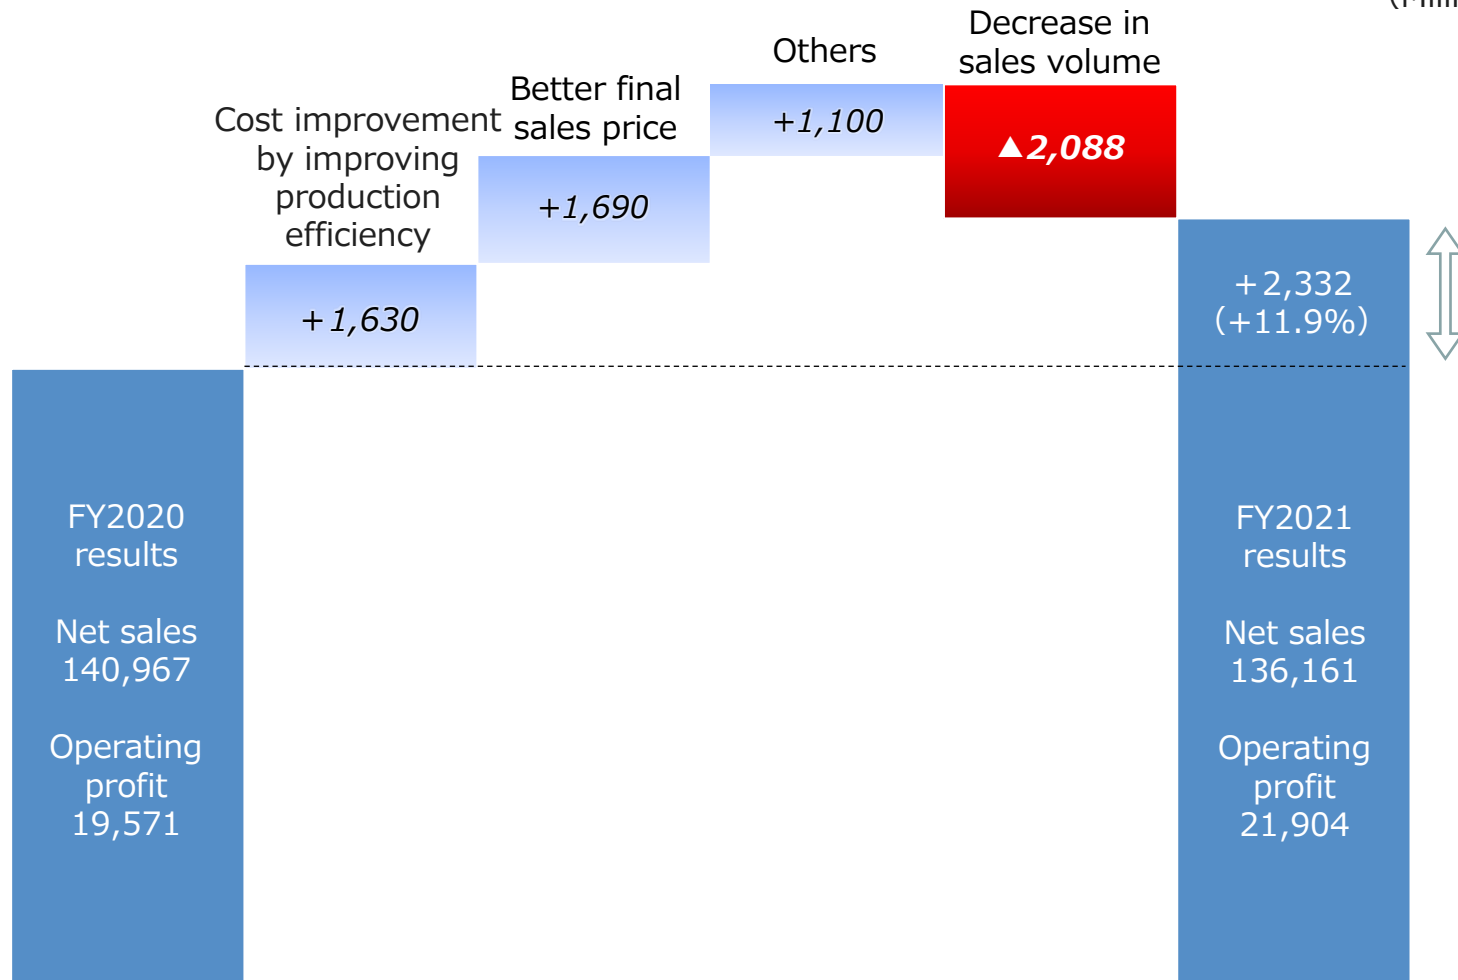 Decrease in
sales volume
Others
Better final
sales price
Cost improvement
by improving
production
efficiency
+1,100
▲2,088
+1,690
+1,630
+2,332
(+11.9%)
FY2020
results
Net sales
140,967
Operating
profit
19,571
FY2021
results
Net sales
136,161
Operating
profit
21,904